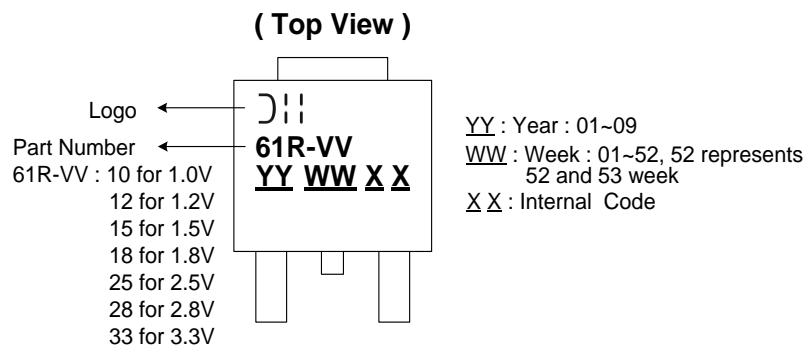 ( Top View )
Logo
Part Number
61R-VV : 10 for 1.0V
12 for 1.2V
15 for 1.5V
18 for 1.8V
25 for 2.5V
28 for 2.8V
33 for 3.3V
61R-VV
YY WW X X
YY : Year : 01~09
WW : Week : 01~52, 52 represents
52 and 53 week
X X : Internal Code